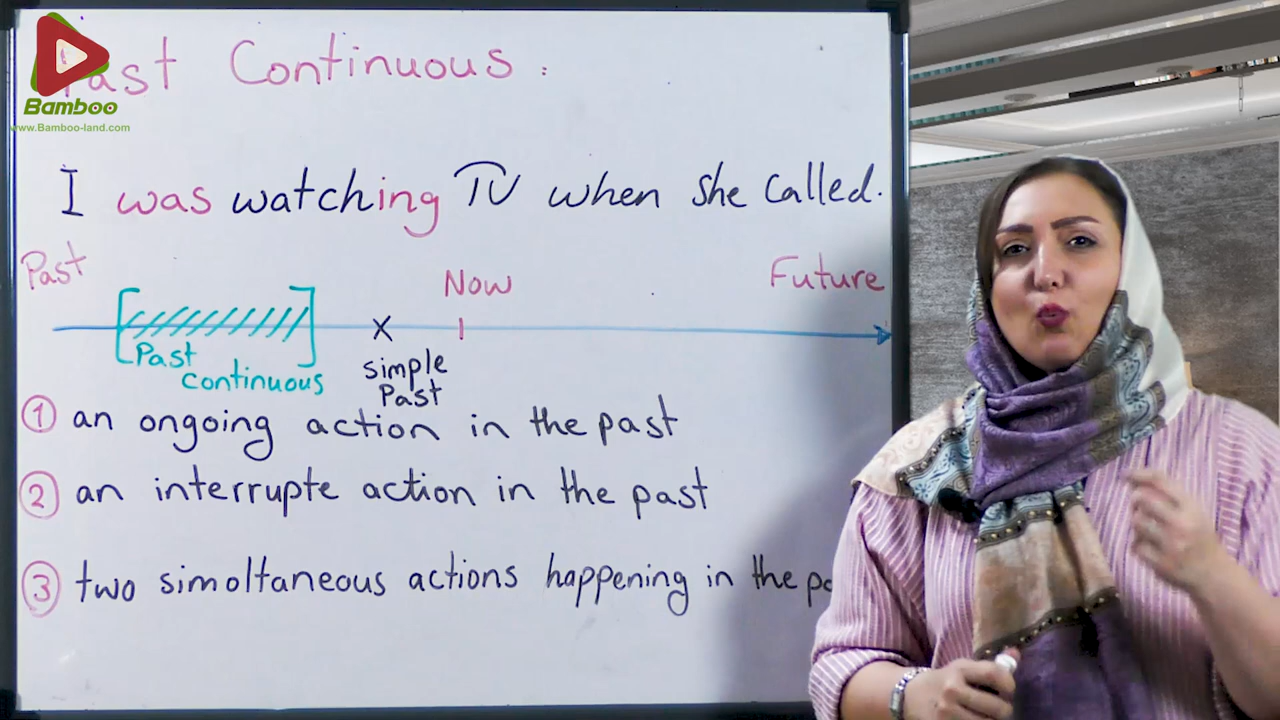 Past Continuous :
Bamboo
www.Bamboo-land.com
I was watching TV when she called.
Past
Now
Future
Past
continuous
simple
Past
1 an ongoing action in the past
2 an interrupte action in the past
3 two simoltaneous actions happening in the pa